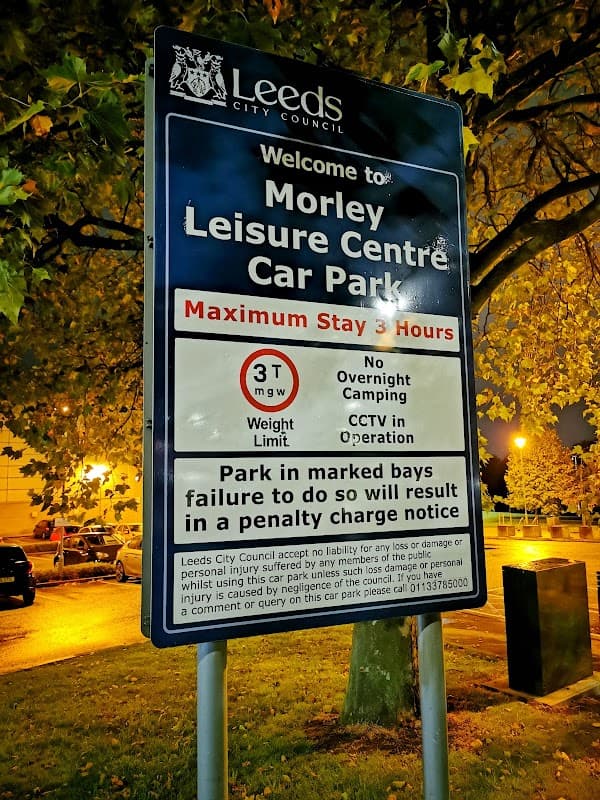 Leeds
CITY COUNCIL
Welcome to
Morley
Leisure Centre
Car Park
Maximum Stay 3 Hours
3T
mgw
Weight
Limit
No
Overnight
Camping
CCTV in
Operation
Park in marked bays
failure to do so will result
in a penalty charge notice
Leeds City Council accept no liability for any loss or damage or
personal injury suffered by any members of the public
whilst using this car park unless such loss damage or personal
injury is caused by negligence of the council. If you have
a comment or query on this car park please call 01133785000